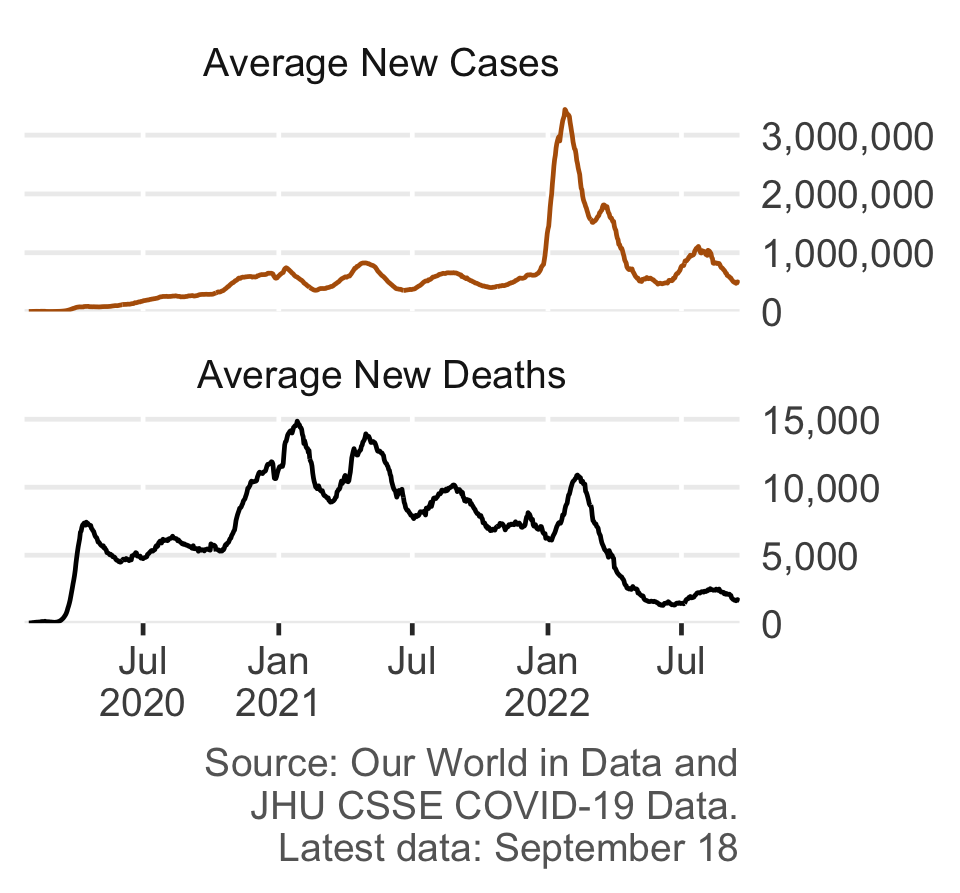 Average New Cases
3,000,000
2,000,000
1,000,000
0
Average New Deaths
15,000
10,000
5,000
0
Jul Jan Jul Jan Jul
2020 2021 2022
Source: Our World in Data and
JHU CSSE COVID-19 Data.
Latest data: September 18